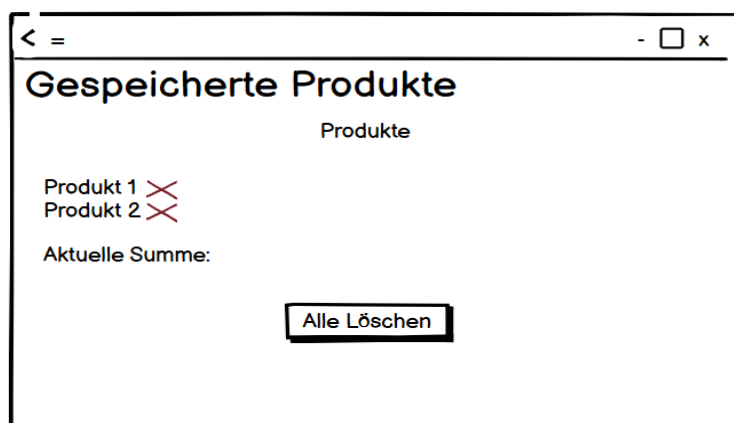 < =
- □ x
Gespeicherte Produkte
Produkte
Produkt 1
Produkt 2
Aktuelle Summe:
Alle Löschen